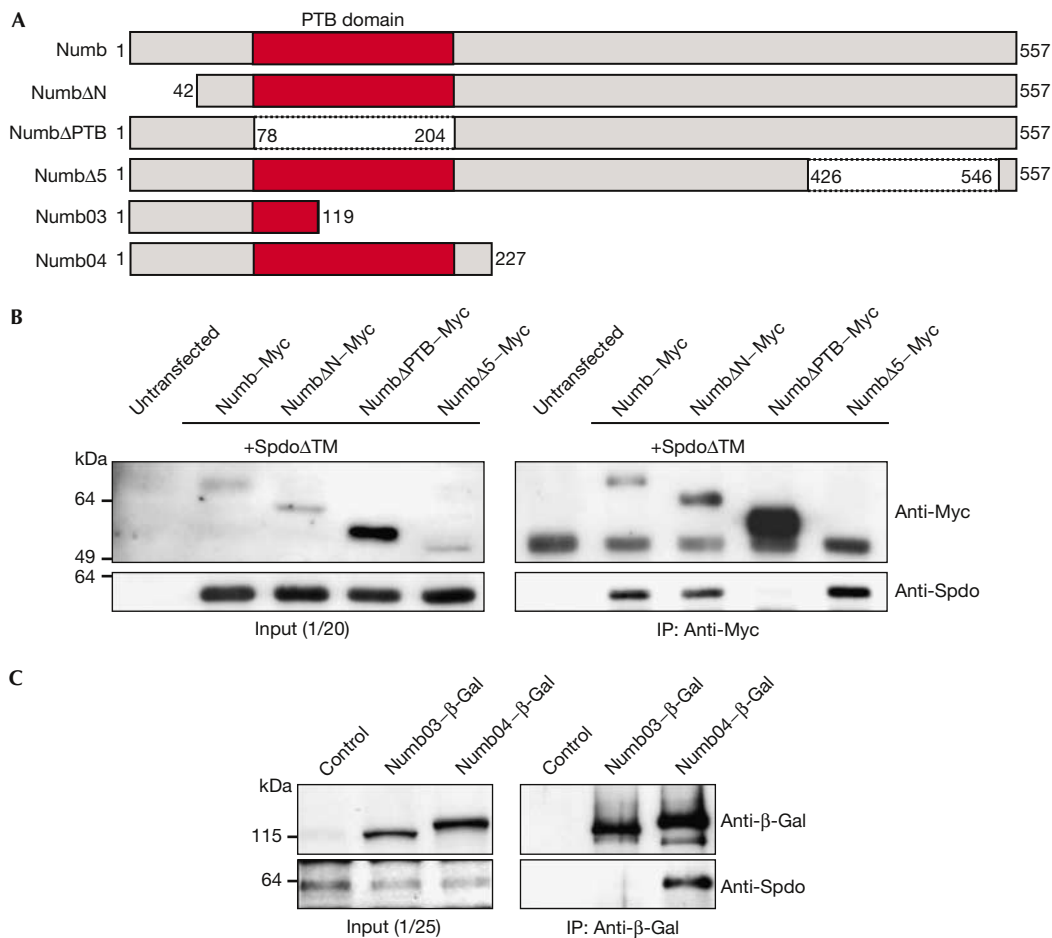 A
PTB domain
Numb 1 557
NumbΔN 42 557
NumbΔPTB 1 78 204 557
NumbΔ5 1 426 546 557
Numb03 1 119
Numb04 1 227
B
Untransfected Numb–Myc NumbΔN–Myc NumbΔPTB–Myc NumbΔ5–Myc Untransfected Numb–Myc NumbΔN–Myc NumbΔPTB–Myc NumbΔ5–Myc
+SpdoΔTM +SpdoΔTM
kDa
64
Anti-Myc
49
64
Anti-Spdo
Input (1/20) IP: Anti-Myc
C
Control Numb03–β-Gal Numb04–β-Gal Control Numb03–β-Gal Numb04–β-Gal
kDa
115 Anti-β-Gal
64 Anti-Spdo
Input (1/25) IP: Anti-β-Gal